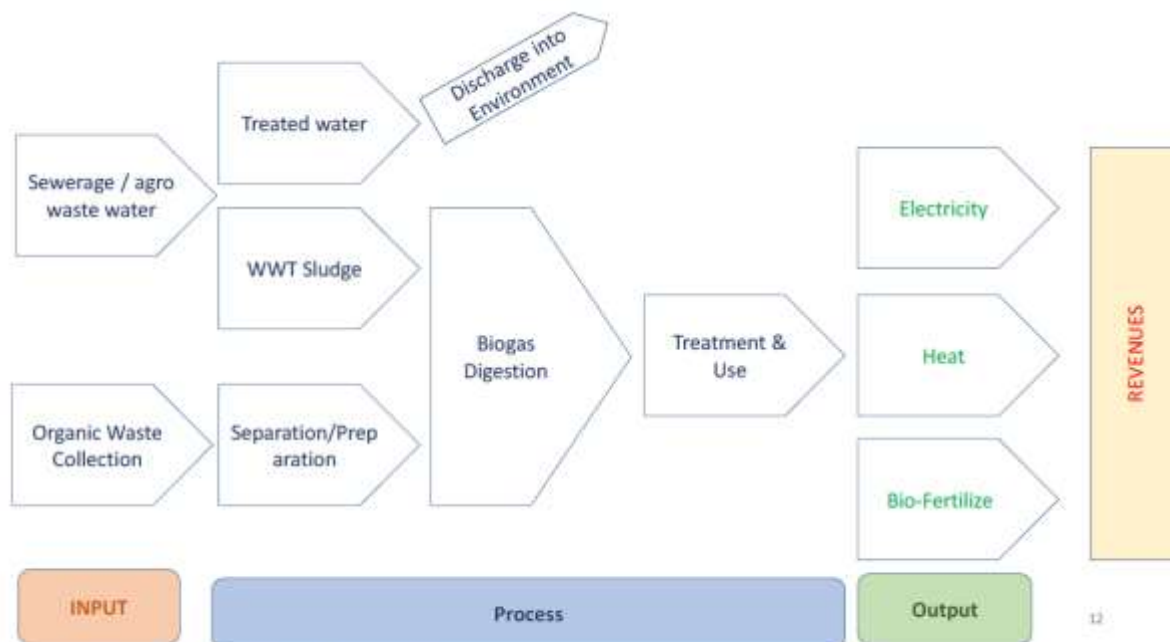 Discharge into
Environment
Treated water
Sewerage / agro
waste water
WWT Sludge
Organic Waste
Collection
Separation/Prep
aration
Biogas
Digestion
Treatment &
Use
Electricity
Heat
Bio-Fertilize
REVENUES
INPUT
Process
Output
12